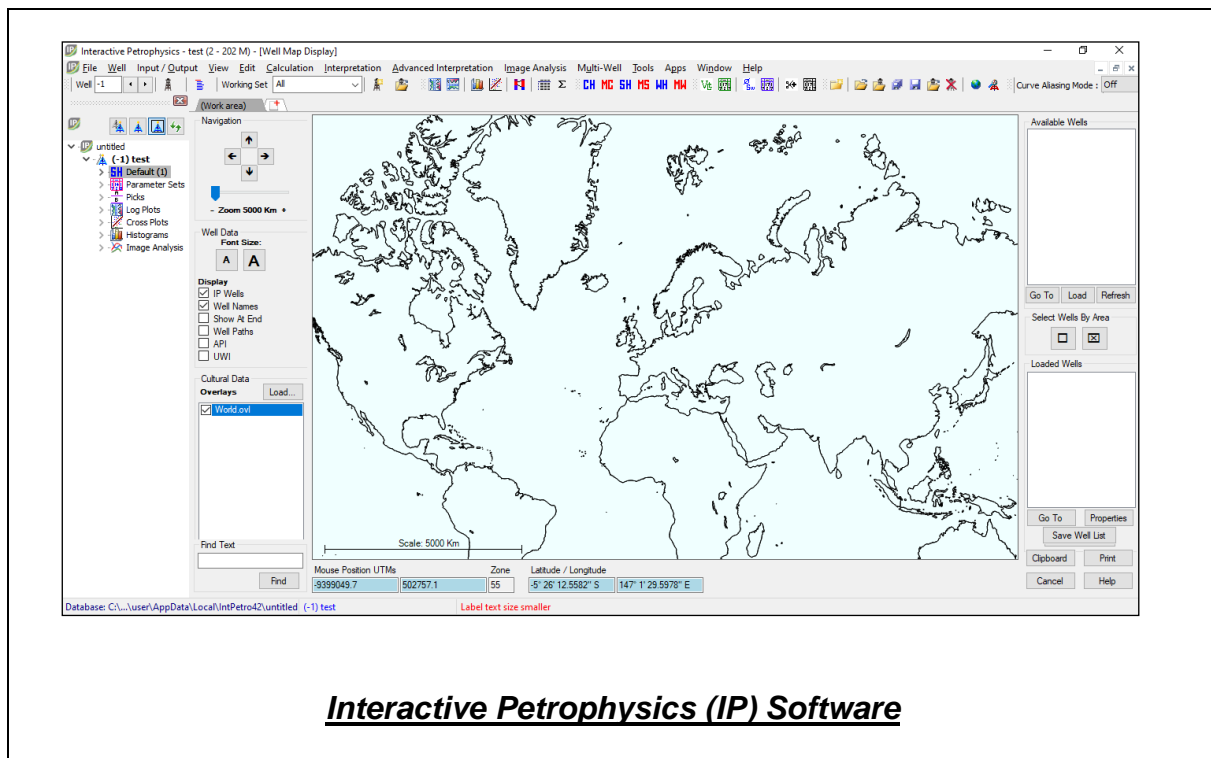 Interactive Petrophysics - test (2 - 202 M) - [Well Map Display]
File Well Input / Output View Edit Calculation Interpretation Advanced Interpretation Image Analysis Multi-Well Tools Apps Window Help
Well -1 Working Set All CH MC SH MS WH MW Curve Aliasing Mode : Off
(Work area)
Navigation
- Zoom 5000 Km +
Well Data
Font Size:
A A
Display
IP Wells
Well Names
Show At End
Well Paths
API
UWI
Cultural Data
Overlays Load...
World.ovl
Find Text
Find
untitled
(-1) test
SH Default (1)
Parameter Sets
Picks
Log Plots
Cross Plots
Histograms
Image Analysis
Scale: 5000 Km
Mouse Position UTMs Zone Latitude / Longitude
-9399049.7 502757.1 55 -5° 26' 12.5582" S 147° 1' 29.5978" E
Available Wells
Go To Load Refresh
Select Wells By Area
Loaded Wells
Go To Properties
Save Well List
Clipboard Print
Cancel Help
Database: C:\...\user\AppData\Local\IntPetro42\untitled (-1) test Label text size smaller
Interactive Petrophysics (IP) Software